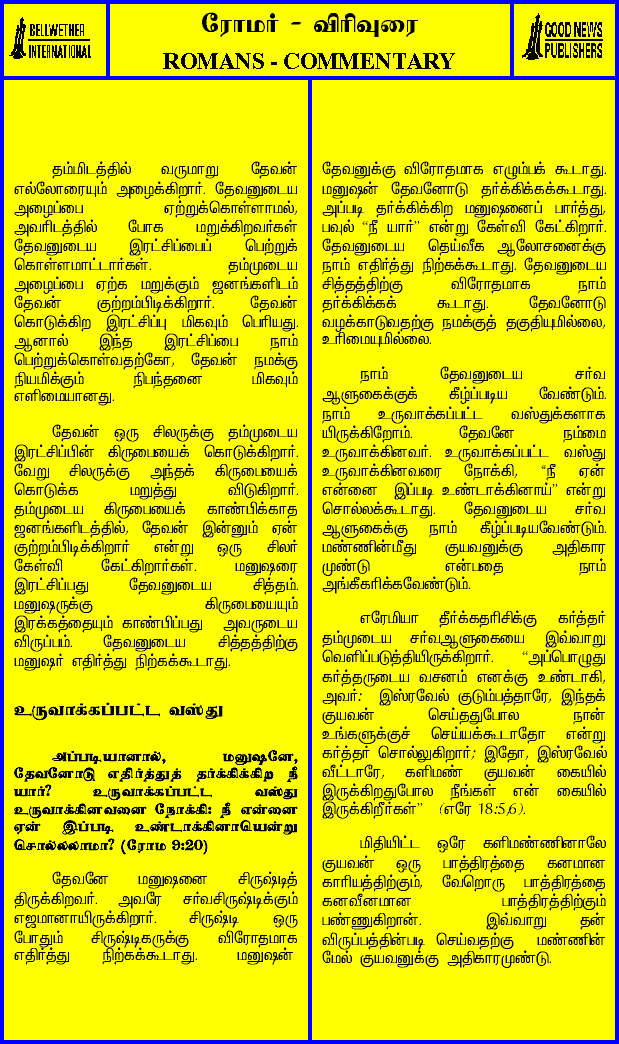 BELLWETHER
INTERNATIONAL
ரோமர் - விரிவுரை
ROMANS - COMMENTARY
GOOD NEWS
PUBLISHERS
தம்மிடத்தில் வருமாறு தேவன்
எல்லோரையும் அழைக்கிறார். தேவனுடைய
அழைப்பை ஏற்றுக்கொள்ளாமல்,
அவரிடத்தில் போக மறுக்கிறவர்கள்
தேவனுடைய இரட்சிப்பைப் பெற்றுக்
கொள்ளமாட்டார்கள். தம்முடைய
அழைப்பை ஏற்க மறுக்கும் ஜனங்களிடம்
தேவன் குற்றம்பிடிக்கிறார். தேவன்
கொடுக்கிற இரட்சிப்பு மிகவும் பெரியது.
ஆனால் இந்த இரட்சிப்பை நாம்
பெற்றுக்கொள்வதற்கோ, தேவன் நமக்கு
நியமிக்கும் நிபந்தனை மிகவும்
எளிமையானது.
தேவன் ஒரு சிலருக்கு தம்முடைய
இரட்சிப்பின் கிருபையைக் கொடுக்கிறார்.
வேறு சிலருக்கு அந்தக் கிருபையைக்
கொடுக்க மறுத்து விடுகிறார்.
தம்முடைய கிருபையைக் காண்பிக்காத
ஜனங்களிடத்தில், தேவன் இன்னும் ஏன்
குற்றம்பிடிக்கிறார் என்று ஒரு சிலர்
கேள்வி கேட்கிறார்கள். மனுஷரை
இரட்சிப்பது தேவனுடைய சித்தம்.
மனுஷருக்கு கிருபையையும்
இரக்கத்தையும் காண்பிப்பது அவருடைய
விருப்பம். தேவனுடைய சித்தத்திற்கு
மனுஷர் எதிர்த்து நிற்கக்கூடாது.
உருவாக்கப்பட்ட வஸ்து
அப்படியானால், மனுஷனே,
தேவனோடு எதிர்த்துத் தர்க்கிக்கிற நீ
யார்? உருவாக்கப்பட்ட வஸ்து
உருவாக்கினவனை நோக்கி: நீ என்னை
ஏன் இப்படி உண்டாக்கினாயென்று
சொல்லலாமா? (ரோம 9:20)
தேவனே மனுஷனை சிருஷ்டித்
திருக்கிறவர். அவரே சர்வசிருஷ்டிக்கும்
எஜமானாயிருக்கிறார். சிருஷ்டி ஒரு
போதும் சிருஷ்டிகருக்கு விரோதமாக
எதிர்த்து நிற்கக்கூடாது. மனுஷன்
தேவனுக்கு விரோதமாக எழும்பக் கூடாது.
மனுஷன் தேவனோடு தர்க்கிக்கக்கூடாது.
அப்படி தர்க்கிக்கிற மனுஷனைப் பார்த்து,
பவுல் “நீ யார்” என்று கேள்வி கேட்கிறார்.
தேவனுடைய தெய்வீக ஆலோசனைக்கு
நாம் எதிர்த்து நிற்கக்கூடாது. தேவனுடைய
சித்தத்திற்கு விரோதமாக நாம்
தர்க்கிக்கக் கூடாது. தேவனோடு
வழக்காடுவதற்கு நமக்குத் தகுதியுமில்லை,
உரிமையுமில்லை.
நாம் தேவனுடைய சர்வ
ஆளுகைக்குக் கீழ்ப்படிய வேண்டும்.
நாம் உருவாக்கப்பட்ட வஸ்துக்களாக
யிருக்கிறோம். தேவனே நம்மை
உருவாக்கினவர். உருவாக்கப்பட்ட வஸ்து
உருவாக்கினவரை நோக்கி, “நீ ஏன்
என்னை இப்படி உண்டாக்கினாய்” என்று
சொல்லக்கூடாது. தேவனுடைய சர்வ
ஆளுகைக்கு நாம் கீழ்ப்படியவேண்டும்.
மண்ணின்மீது குயவனுக்கு அதிகார
முண்டு என்பதை நாம்
அங்கீகரிக்கவேண்டும்.
எரேமியா தீர்க்கதரிசிக்கு கர்த்தர்
தம்முடைய சர்வஆளுகையை இவ்வாறு
வெளிப்படுத்தியிருக்கிறார். “அப்பொழுது
கர்த்தருடைய வசனம் எனக்கு உண்டாகி,
அவர்: இஸ்ரவேல் குடும்பத்தாரே, இந்தக்
குயவன் செய்ததுபோல நான்
உங்களுக்குச் செய்யக்கூடாதோ என்று
கர்த்தர் சொல்லுகிறார்; இதோ, இஸ்ரவேல்
வீட்டாரே, களிமண் குயவன் கையில்
இருக்கிறதுபோல நீங்கள் என் கையில்
இருக்கிறீர்கள்” (எரே 18:5,6).
மிதியிட்ட ஒரே களிமண்ணினாலே
குயவன் ஒரு பாத்திரத்தை கனமான
காரியத்திற்கும், வேறொரு பாத்திரத்தை
கனவீனமான பாத்திரத்திற்கும்
பண்ணுகிறான். இவ்வாறு தன்
விருப்பத்தின்படி செய்வதற்கு மண்ணின்
மேல் குயவனுக்கு அதிகாரமுண்டு.